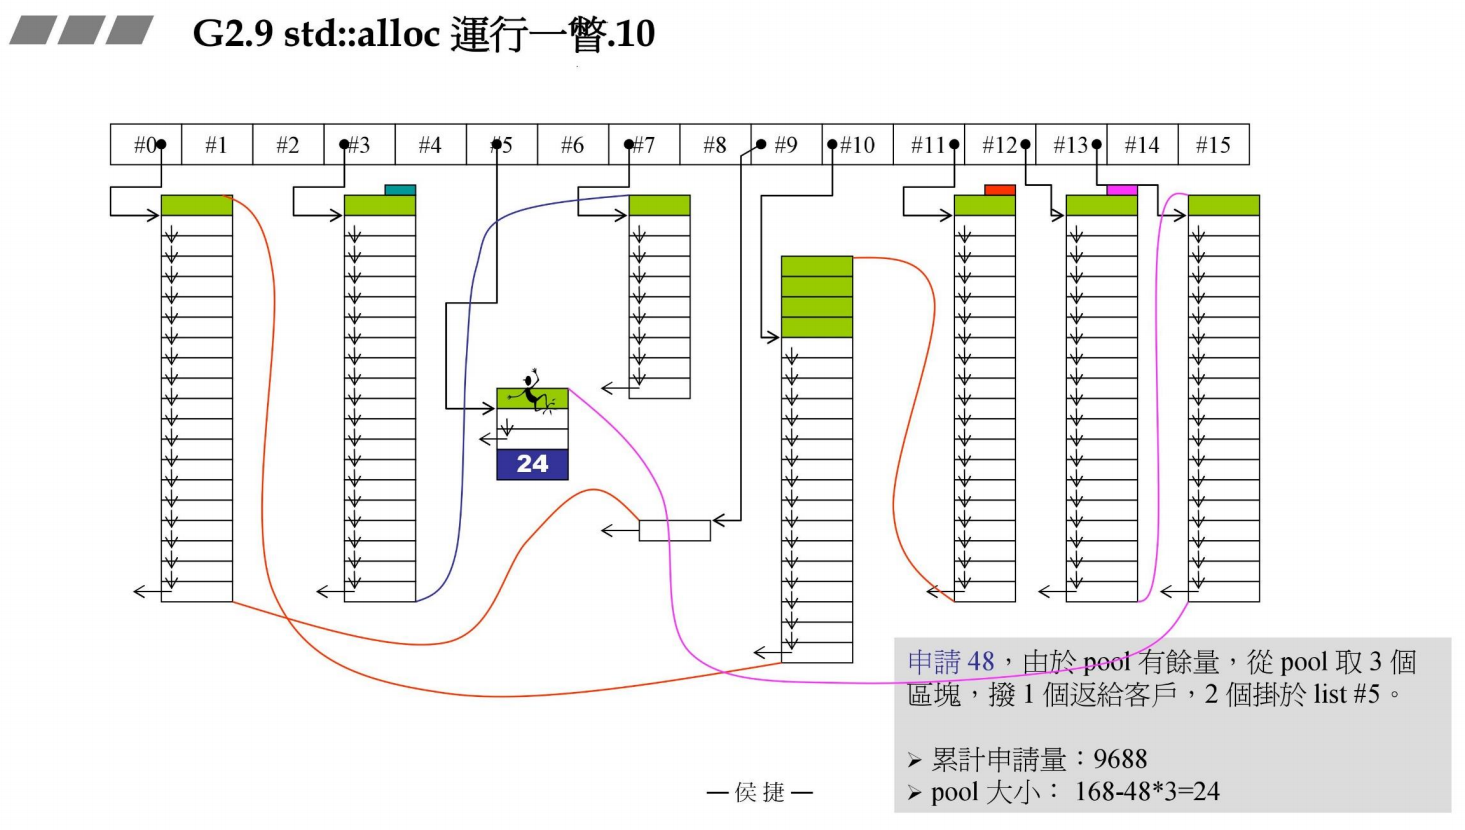 G2.9 std::alloc 運行一瞥.10
#0 #1 #2 #3 #4 #5 #6 #7 #8 #9 #10 #11 #12 #13 #14 #15
24
申請 48，由於 pool 有餘量，從 pool 取 3 個
區塊，撥 1 個返給客戶，2 個掛於 list #5。
➢ 累計申請量：9688
➢ pool 大小： 168-48*3=24
—侯捷—